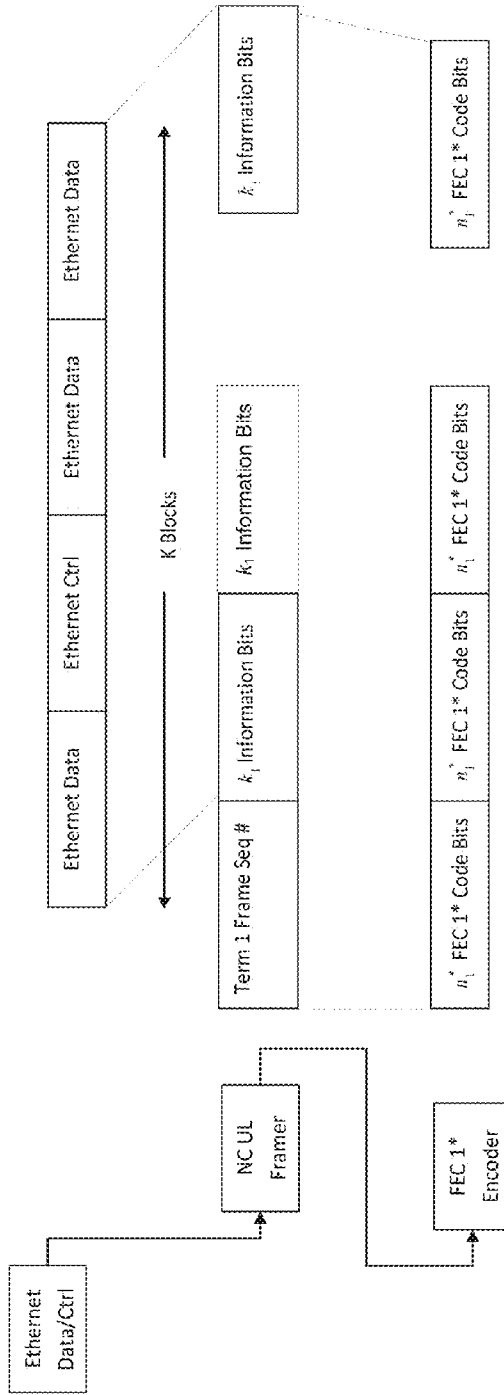 Ethernet
Data/Ctrl
NC UL
Framer
FEC 1*
Encoder
Ethernet Data
Ethernet Ctrl
Ethernet Data
Ethernet Data
K Blocks
Term 1 Frame Seq #
k₁ Information Bits
k₁ Information Bits
k₁ Information Bits
n₁* FEC 1* Code Bits
n₁* FEC 1* Code Bits
n₁* FEC 1* Code Bits
n₁* FEC 1* Code Bits